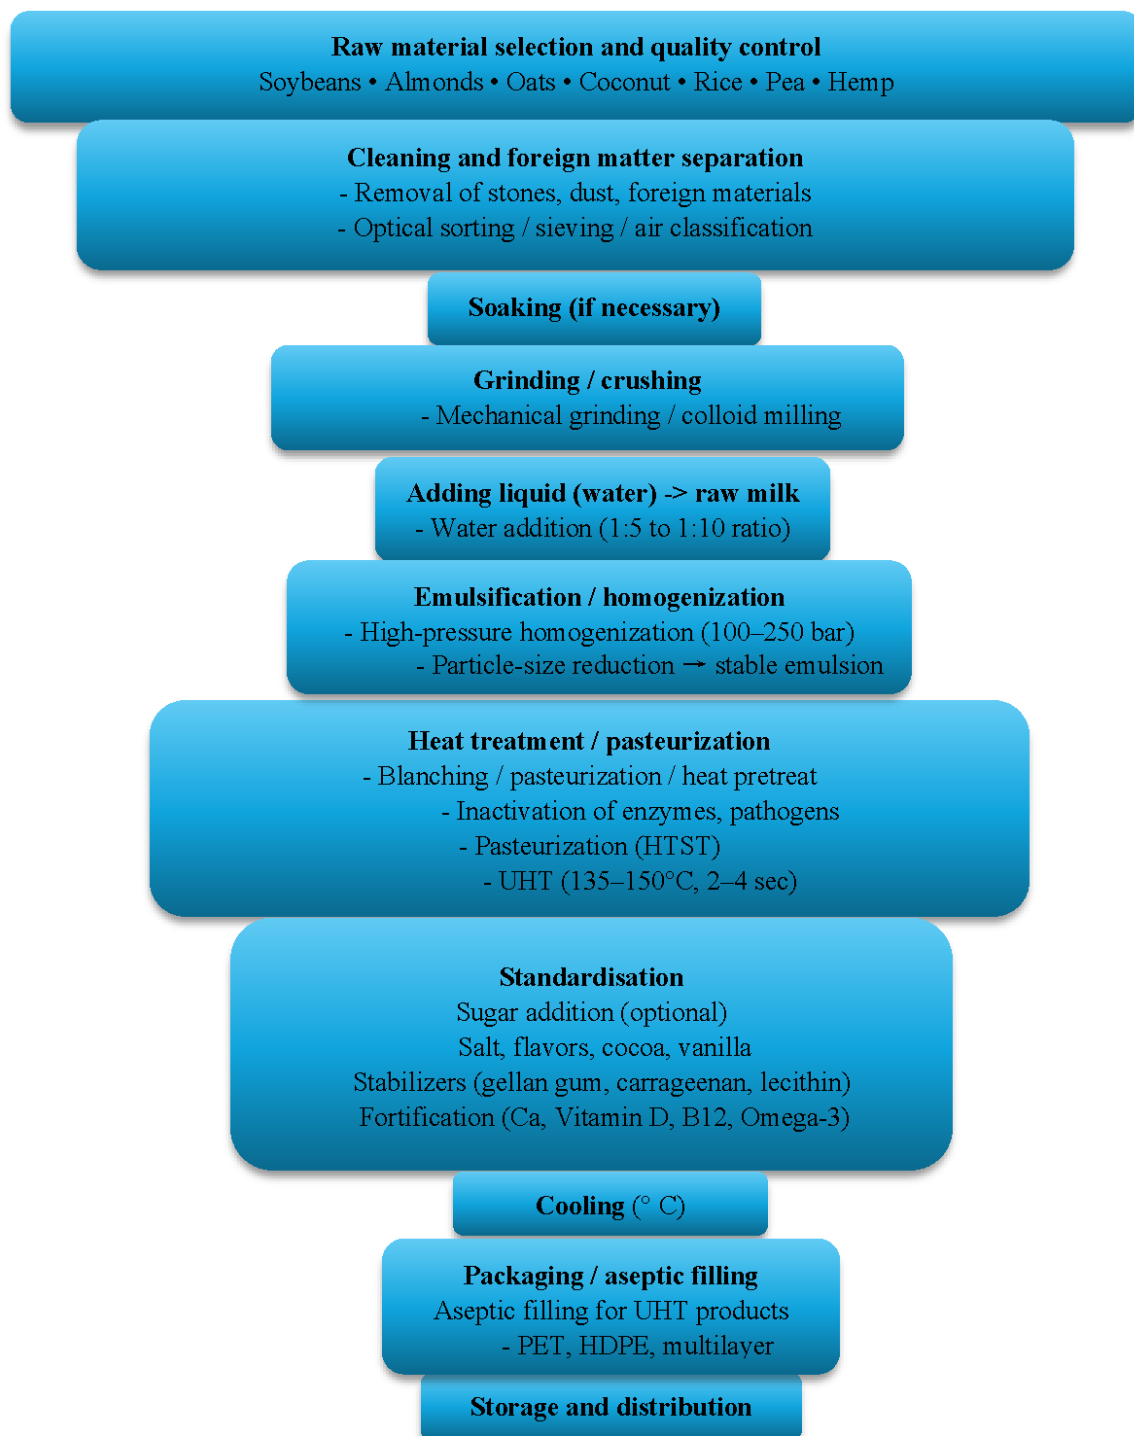 Raw material selection and quality control
Soybeans • Almonds • Oats • Coconut • Rice • Pea • Hemp
Cleaning and foreign matter separation
- Removal of stones, dust, foreign materials
- Optical sorting / sieving / air classification
Soaking (if necessary)
Grinding / crushing
- Mechanical grinding / colloid milling
Adding liquid (water) -> raw milk
- Water addition (1:5 to 1:10 ratio)
Emulsification / homogenization
- High-pressure homogenization (100–250 bar)
- Particle-size reduction → stable emulsion
Heat treatment / pasteurization
- Blanching / pasteurization / heat pretreat
- Inactivation of enzymes, pathogens
- Pasteurization (HTST)
- UHT (135–150°C, 2–4 sec)
Standardisation
Sugar addition (optional)
Salt, flavors, cocoa, vanilla
Stabilizers (gellan gum, carrageenan, lecithin)
Fortification (Ca, Vitamin D, B12, Omega-3)
Cooling (° C)
Packaging / aseptic filling
Aseptic filling for UHT products
- PET, HDPE, multilayer
Storage and distribution